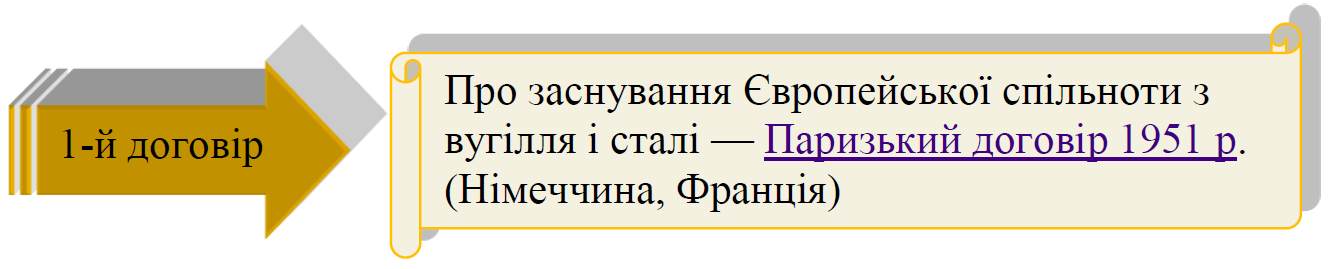 1-й договір
Про заснування Європейської спільноти з
вугілля і сталі — Паризький договір 1951 р.
(Німеччина, Франція)